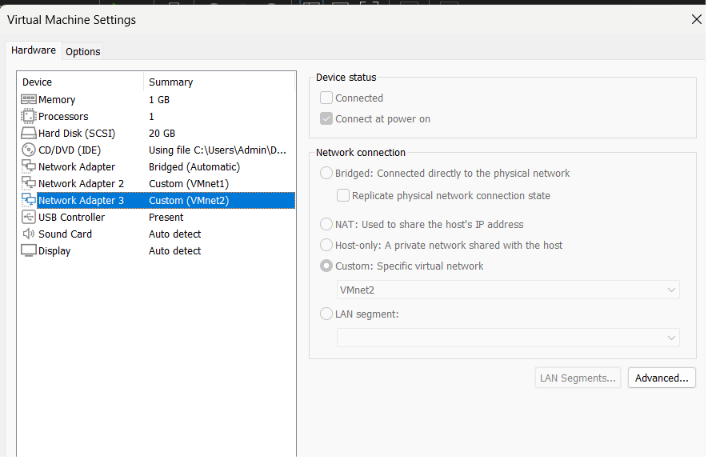 Virtual Machine Settings
Hardware Options
Device Summary
Memory 1 GB
Processors 1
Hard Disk (SCSI) 20 GB
CD/DVD (IDE) Using file C:\Users\Admin\D...
Network Adapter Bridged (Automatic)
Network Adapter 2 Custom (VMnet1)
Network Adapter 3 Custom (VMnet2)
USB Controller Present
Sound Card Auto detect
Display Auto detect
Device status
Connected
Connect at power on
Network connection
Bridged: Connected directly to the physical network
Replicate physical network connection state
NAT: Used to share the host's IP address
Host-only: A private network shared with the host
Custom: Specific virtual network
VMnet2
LAN segment:
LAN Segments... Advanced...